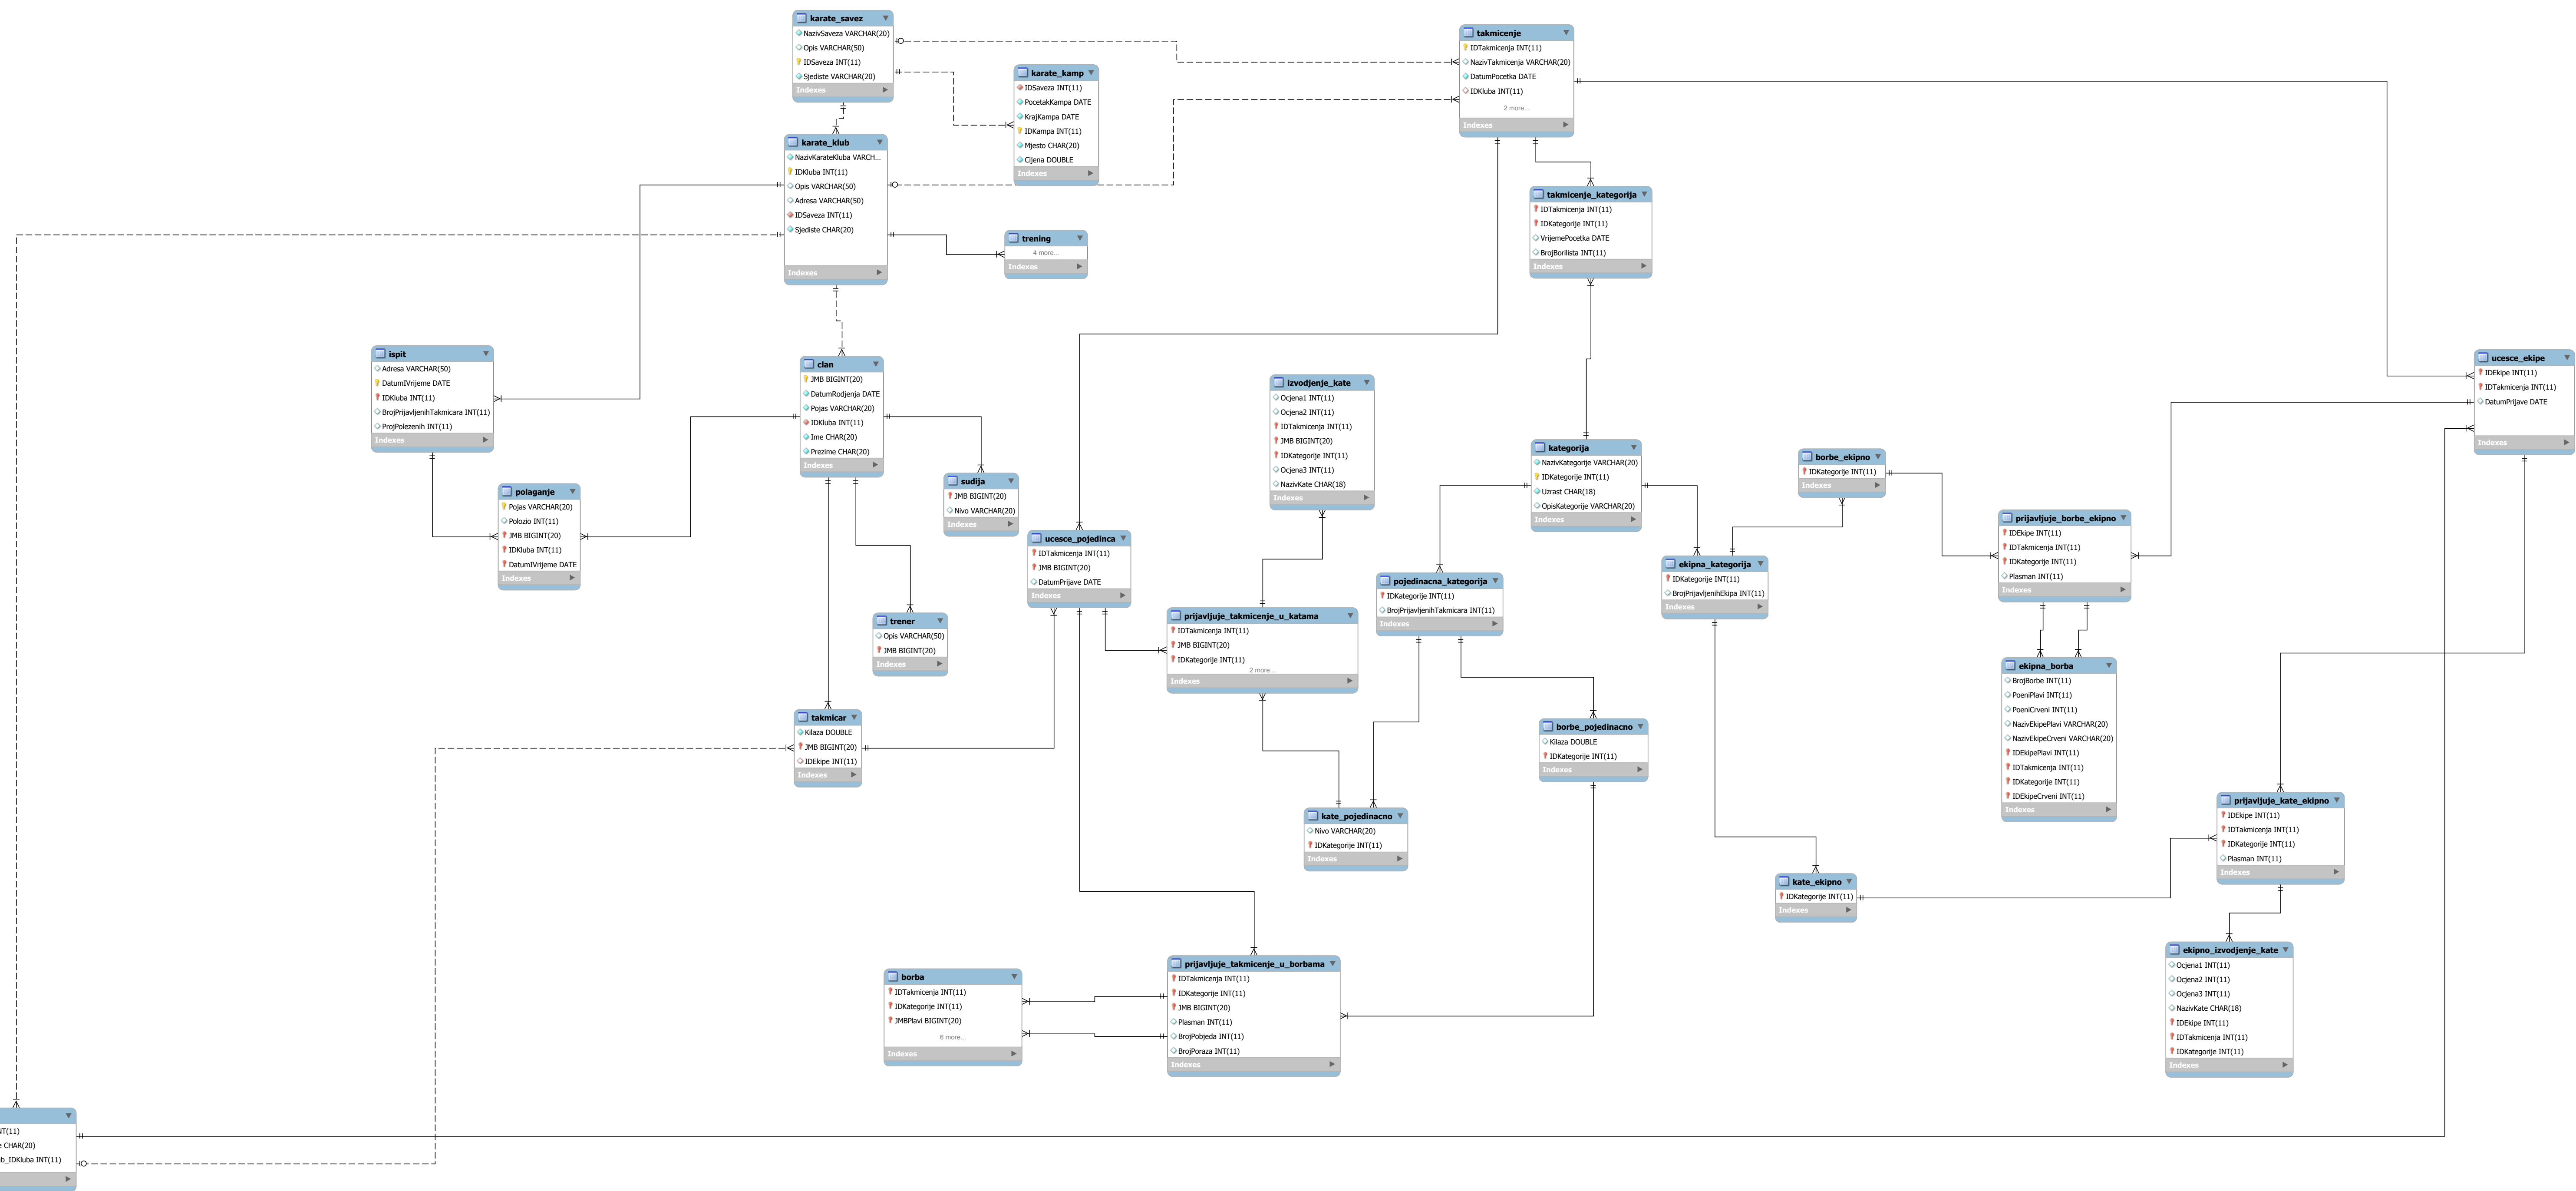 karate_savez
NazivSaveza VARCHAR(20)
Opis VARCHAR(50)
IDSaveza INT(11)
Sjediste VARCHAR(20)
Indexes
karate_kamp
IDSaveza INT(11)
PocetakKampa DATE
KrajKampa DATE
IDKampa INT(11)
Mjesto CHAR(20)
Cijena DOUBLE
Indexes
takmicenje
IDTakmicenja INT(11)
NazivTakmicenja VARCHAR(20)
DatumPocetka DATE
IDKluba INT(11)
2 more...
Indexes
karate_klub
NazivKarateKluba VARCH...
IDKluba INT(11)
Opis VARCHAR(50)
Adresa VARCHAR(50)
IDSaveza INT(11)
Sjediste CHAR(20)
Indexes
takmicenje_kategorija
IDTakmicenja INT(11)
IDKategorije INT(11)
VrijemePocetka DATE
BrojBorilista INT(11)
Indexes
trening
4 more...
Indexes
ispit
Adresa VARCHAR(50)
DatumIVrijeme DATE
IDKluba INT(11)
BrojPrijavljenihTakmicara INT(11)
ProjPolezenih INT(11)
Indexes
clan
JMB BIGINT(20)
DatumRodjenja DATE
Pojas VARCHAR(20)
IDKluba INT(11)
Ime CHAR(20)
Prezime CHAR(20)
Indexes
izvodjenje_kate
Ocjena1 INT(11)
Ocjena2 INT(11)
IDTakmicenja INT(11)
JMB BIGINT(20)
IDKategorije INT(11)
Ocjena3 INT(11)
NazivKate CHAR(18)
Indexes
ucesce_ekipe
IDEkipe INT(11)
IDTakmicenja INT(11)
DatumPrijave DATE
Indexes
kategorija
NazivKategorije VARCHAR(20)
IDKategorije INT(11)
Uzrast CHAR(18)
OpisKategorije VARCHAR(20)
Indexes
borbe_ekipno
IDKategorije INT(11)
Indexes
polaganje
Pojas VARCHAR(20)
Polozio INT(11)
JMB BIGINT(20)
IDKluba INT(11)
DatumIVrijeme DATE
Indexes
sudija
JMB BIGINT(20)
Nivo VARCHAR(20)
Indexes
ucesce_pojedinca
IDTakmicenja INT(11)
JMB BIGINT(20)
DatumPrijave DATE
Indexes
prijavljuje_borbe_ekipno
IDEkipe INT(11)
IDTakmicenja INT(11)
IDKategorije INT(11)
Plasman INT(11)
Indexes
ekipna_kategorija
IDKategorije INT(11)
BrojPrijavljenihEkipa INT(11)
Indexes
pojedinacna_kategorija
IDKategorije INT(11)
BrojPrijavljenihTakmicara INT(11)
Indexes
trener
Opis VARCHAR(50)
JMB BIGINT(20)
Indexes
prijavljuje_takmicenje_u_katama
IDTakmicenja INT(11)
JMB BIGINT(20)
IDKategorije INT(11)
2 more...
Indexes
ekipna_borba
BrojBorbe INT(11)
PoeniPlavi INT(11)
PoeniCrveni INT(11)
NazivEkipePlavi VARCHAR(20)
NazivEkipeCrveni VARCHAR(20)
IDEkipePlavi INT(11)
IDTakmicenja INT(11)
IDKategorije INT(11)
IDEkipeCrveni INT(11)
Indexes
takmicar
Kilaza DOUBLE
JMB BIGINT(20)
IDEkipe INT(11)
Indexes
borbe_pojedinacno
Kilaza DOUBLE
IDKategorije INT(11)
Indexes
kate_pojedinacno
Nivo VARCHAR(20)
IDKategorije INT(11)
Indexes
prijavljuje_kate_ekipno
IDEkipe INT(11)
IDTakmicenja INT(11)
IDKategorije INT(11)
Plasman INT(11)
Indexes
kate_ekipno
IDKategorije INT(11)
Indexes
ekipno_izvodjenje_kate
Ocjena1 INT(11)
Ocjena2 INT(11)
Ocjena3 INT(11)
NazivKate CHAR(18)
IDEkipe INT(11)
IDTakmicenja INT(11)
IDKategorije INT(11)
Indexes
borba
IDTakmicenja INT(11)
IDKategorije INT(11)
JMBPlavi BIGINT(20)
6 more...
Indexes
prijavljuje_takmicenje_u_borbama
IDTakmicenja INT(11)
IDKategorije INT(11)
JMB BIGINT(20)
Plasman INT(11)
BrojPobjeda INT(11)
BrojPoraza INT(11)
Indexes
NT(11)
e CHAR(20)
b_IDKluba INT(11)